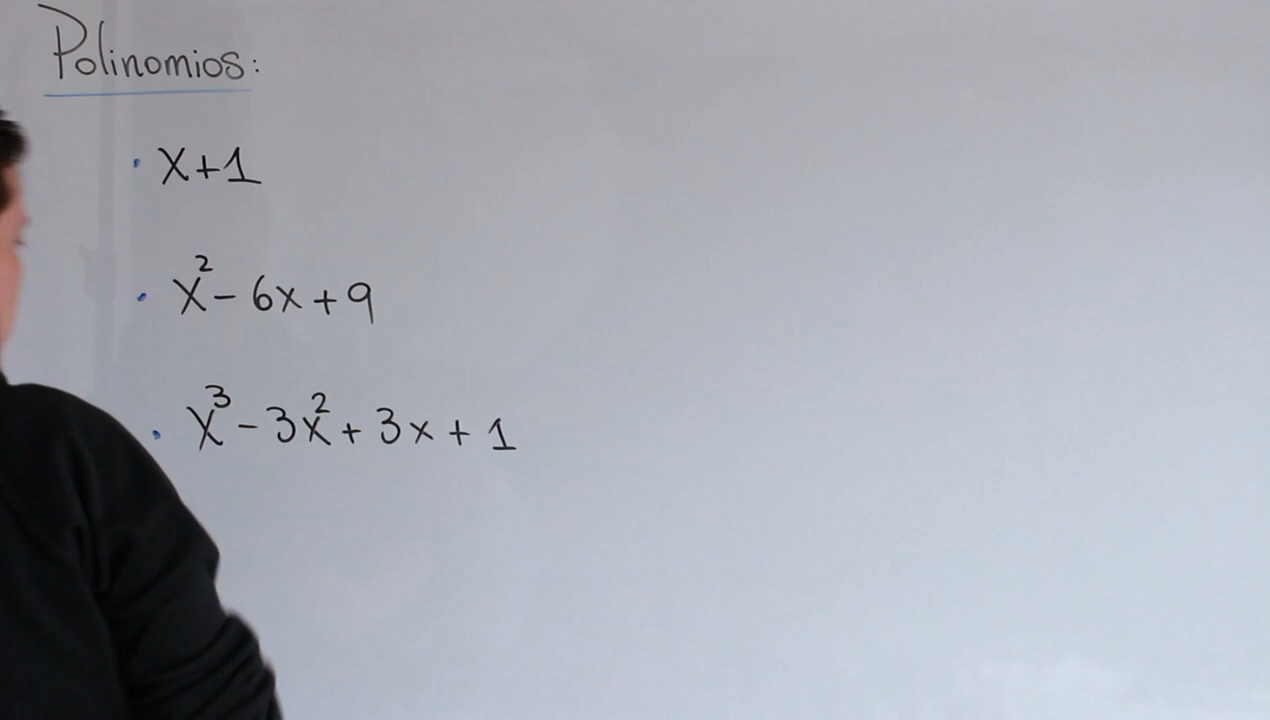 Polinomios:
· x+1
· x² - 6x + 9
· x³ - 3x² + 3x + 1